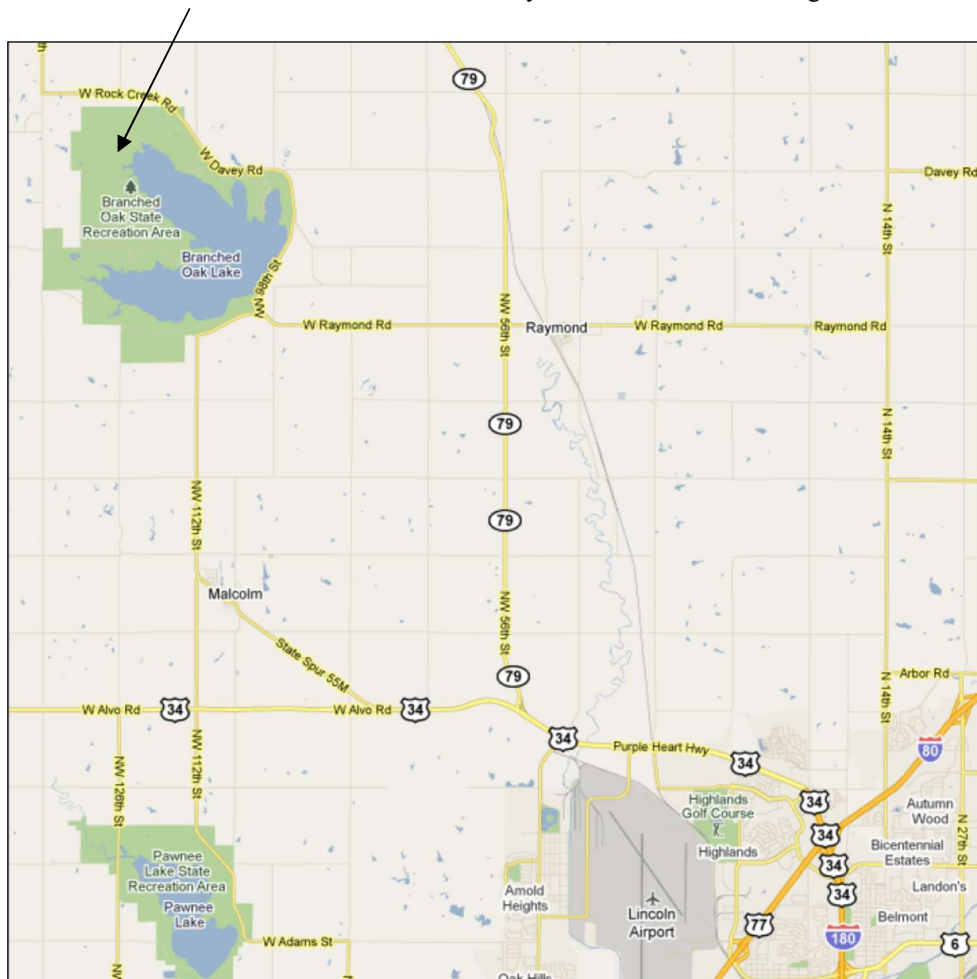 79
W Rock Creek Rd
W Davey Rd
Davey Rd
Branched
Oak State
Recreation Area
N 14th St
Branched
Oak Lake
NW 98th St
W Raymond Rd
NW 56th St
Raymond
W Raymond Rd
Raymond Rd
79
N 14th St
NW 112th St
79
Malcolm
NW 56th St
State Spur 55M
79
Arbor Rd
N 14th St
W Alvo Rd
34
W Alvo Rd
34
34
Purple Heart Hwy
34
80
NW 126th St
NW 112th St
Highlands
Golf Course
34
Autumn
Wood
34
N 27th St
Highlands
Bicentennial
Estates
Pawnee
Lake State
Recreation Area
34
Arnold
Heights
34
Landon's
Pawnee
Lake
Lincoln
Airport
77
Belmont
180
6
W Adams St
NW
Oak Hills